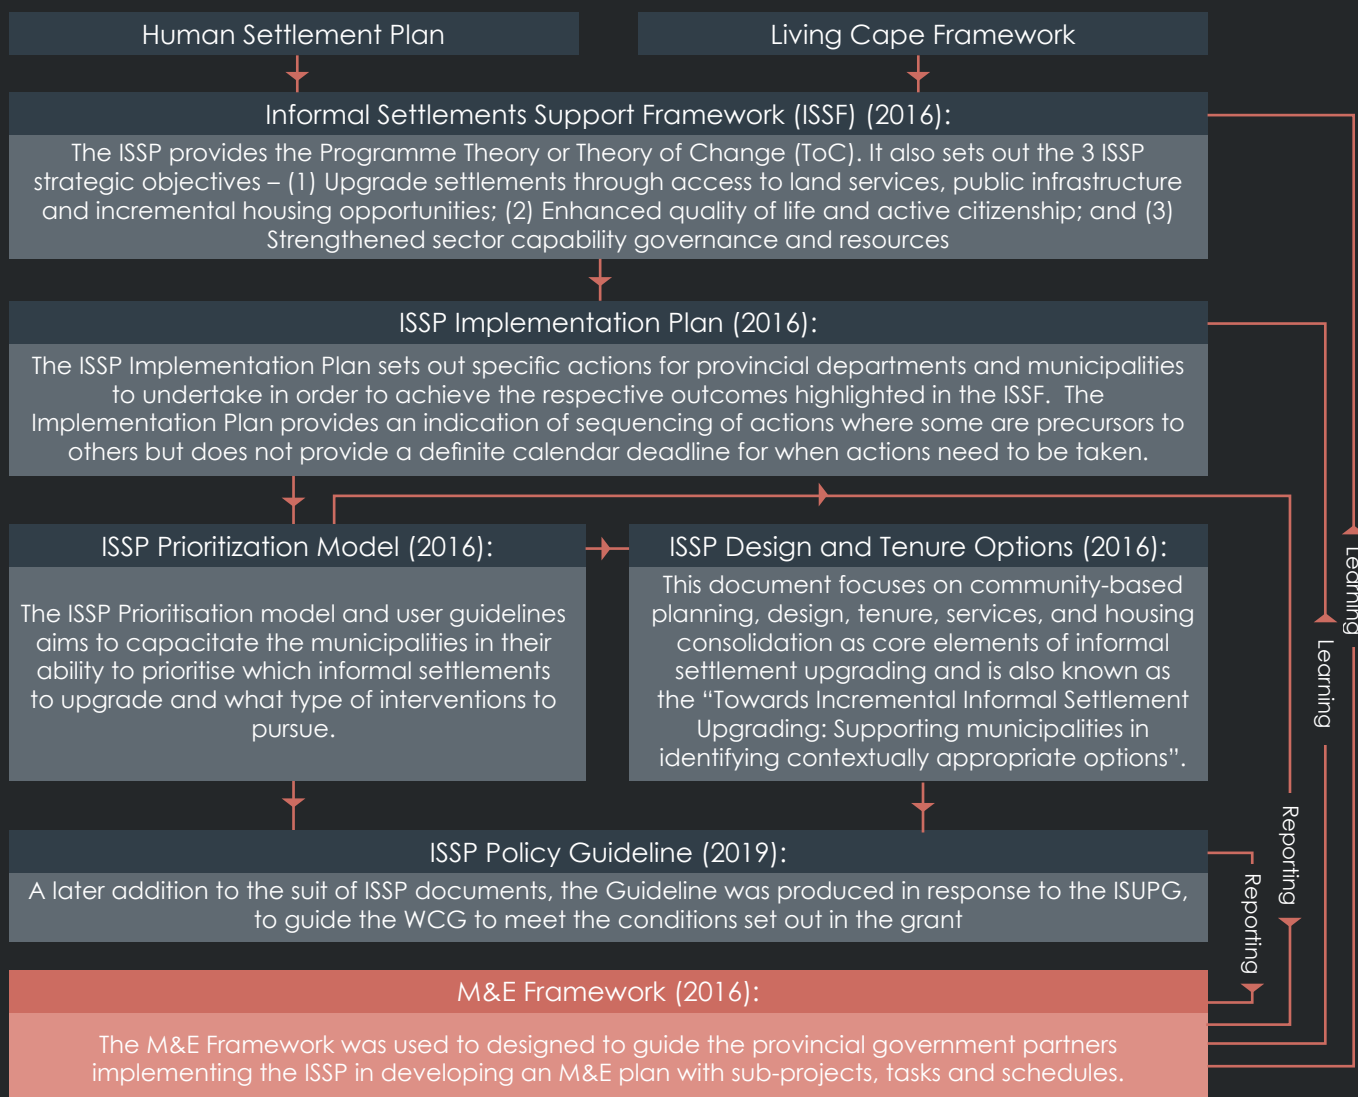 Human Settlement Plan
Living Cape Framework
Informal Settlements Support Framework (ISSF) (2016):
The ISSP provides the Programme Theory or Theory of Change (ToC). It also sets out the 3 ISSP
strategic objectives – (1) Upgrade settlements through access to land services, public infrastructure
and incremental housing opportunities; (2) Enhanced quality of life and active citizenship; and (3)
Strengthened sector capability governance and resources
ISSP Implementation Plan (2016):
The ISSP Implementation Plan sets out specific actions for provincial departments and municipalities
to undertake in order to achieve the respective outcomes highlighted in the ISSF. The
Implementation Plan provides an indication of sequencing of actions where some are precursors to
others but does not provide a definite calendar deadline for when actions need to be taken.
ISSP Prioritization Model (2016):
The ISSP Prioritisation model and user guidelines
aims to capacitate the municipalities in their
ability to prioritise which informal settlements
to upgrade and what type of interventions to
pursue.
ISSP Design and Tenure Options (2016):
This document focuses on community-based
planning, design, tenure, services, and housing
consolidation as core elements of informal
settlement upgrading and is also known as
the “Towards Incremental Informal Settlement
Upgrading: Supporting municipalities in
identifying contextually appropriate options”.
ISSP Policy Guideline (2019):
A later addition to the suit of ISSP documents, the Guideline was produced in response to the ISUPG,
to guide the WCG to meet the conditions set out in the grant
M&E Framework (2016):
The M&E Framework was used to designed to guide the provincial government partners
implementing the ISSP in developing an M&E plan with sub-projects, tasks and schedules.
Reporting
Reporting
Learning
Learning